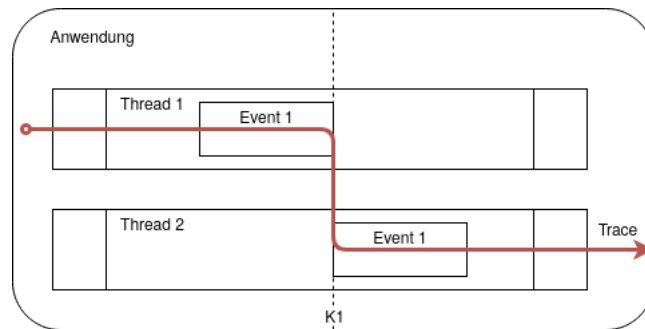 Anwendung
Thread 1
Event 1
Thread 2
Event 1
Trace
K1